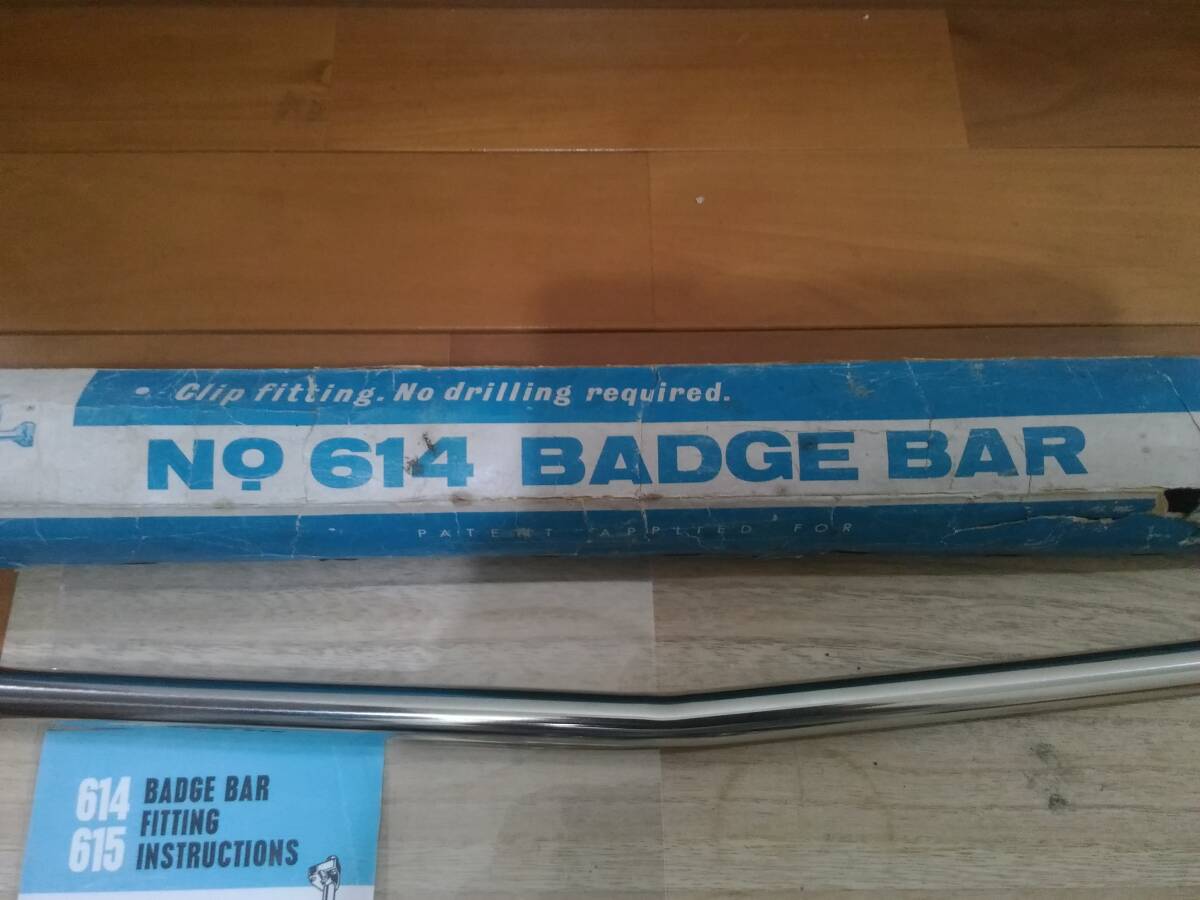 • Clip fitting. No drilling required.
Nº 614 BADGE BAR
PATENT APPLIED FOR
614 BADGE BAR
FITTING
615 INSTRUCTIONS